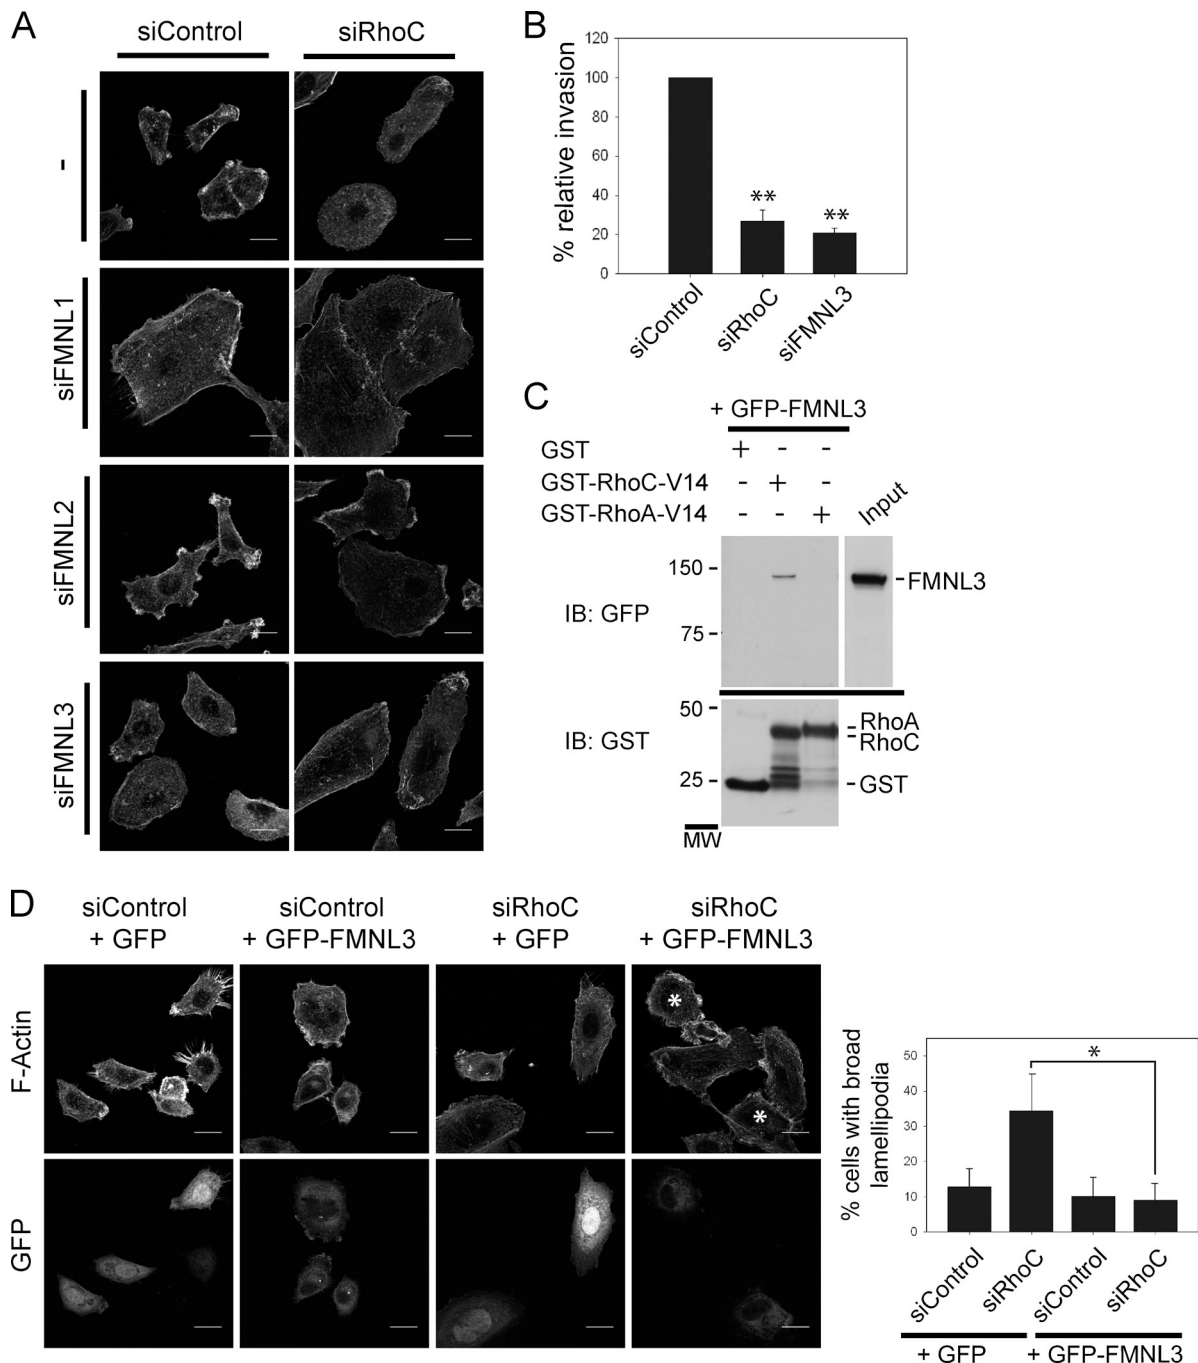 A
siControl
siRhoC
-
siFMNL1
siFMNL2
siFMNL3
B
% relative invasion
120
100
80
60
40
20
0
**
**
siControl
siRhoC
siFMNL3
C
+ GFP-FMNL3
GST + - -
GST-RhoC-V14 - + -
GST-RhoA-V14 - - +
Input
IB: GFP
150
75
FMNL3
IB: GST
50
25
RhoA
RhoC
GST
MW
D
siControl + GFP
siControl + GFP-FMNL3
siRhoC + GFP
siRhoC + GFP-FMNL3
F-Actin
*
*
GFP
% cells with broad
lamellipodia
50
40
30
20
10
0
*
siControl
siRhoC
siControl
siRhoC
+ GFP
+ GFP-FMNL3